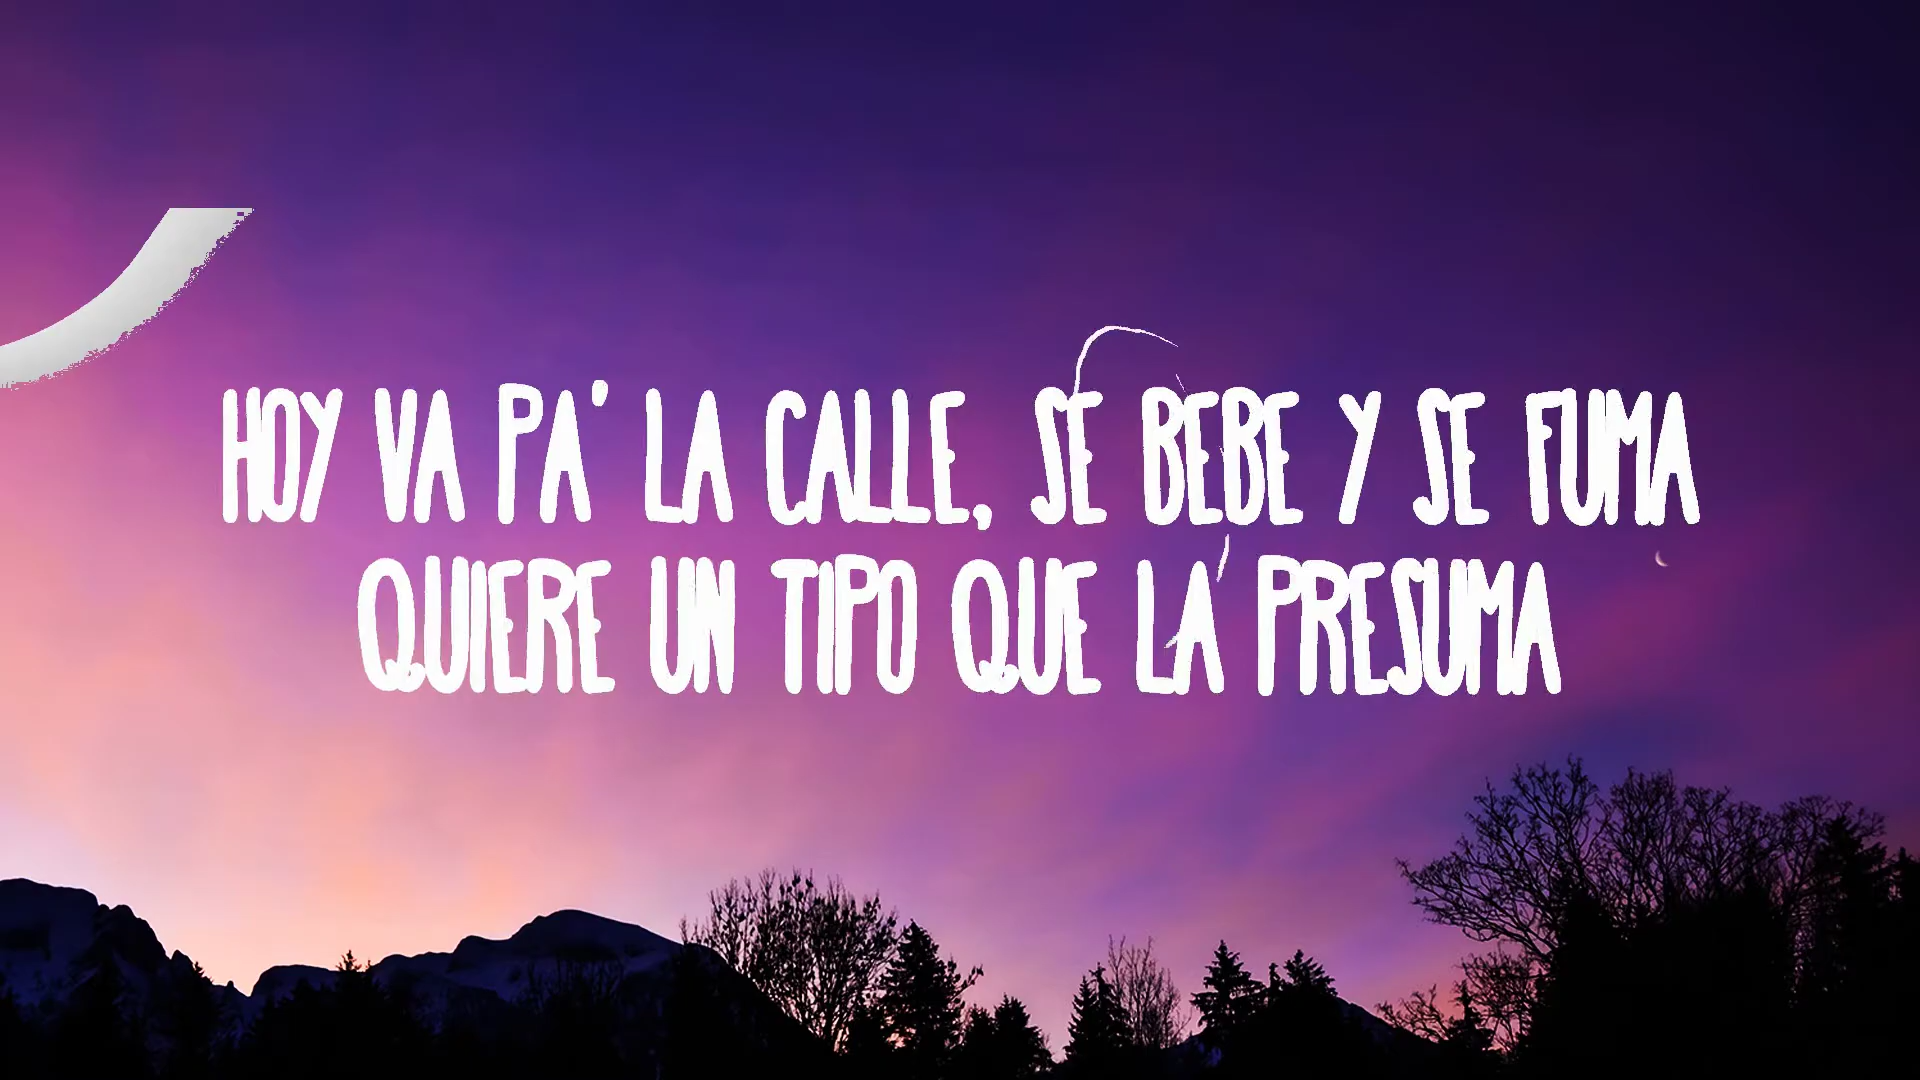 HOY VA PA' LA CALLE, SE BEBE Y SE FUMA
QUIERE UN TIPO QUE LA PRESUMA